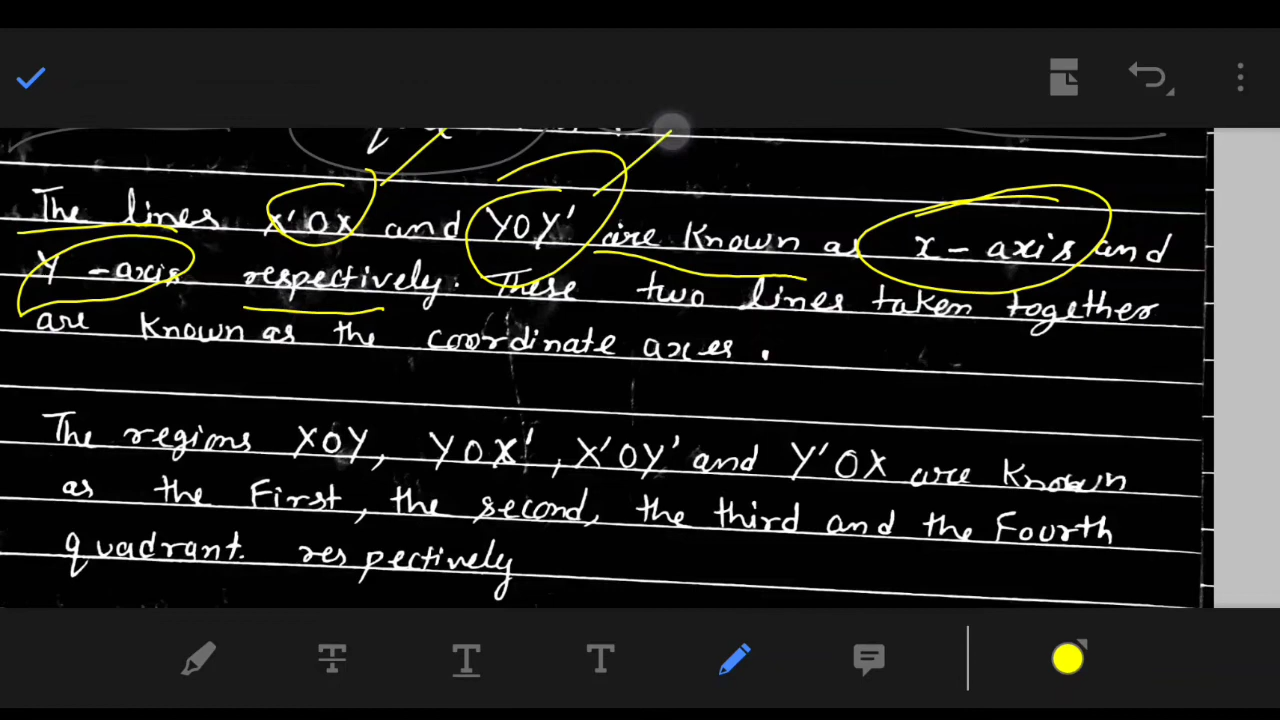 The lines X'OX and YOY' are known as x-axis and
Y-axis respectively. These two lines taken together
are known as the coordinate axes.
The regions XOY, YOX', X'OY' and Y'OX are known
as the First, the second, the third and the Fourth
quadrant. respectively
T
T
T